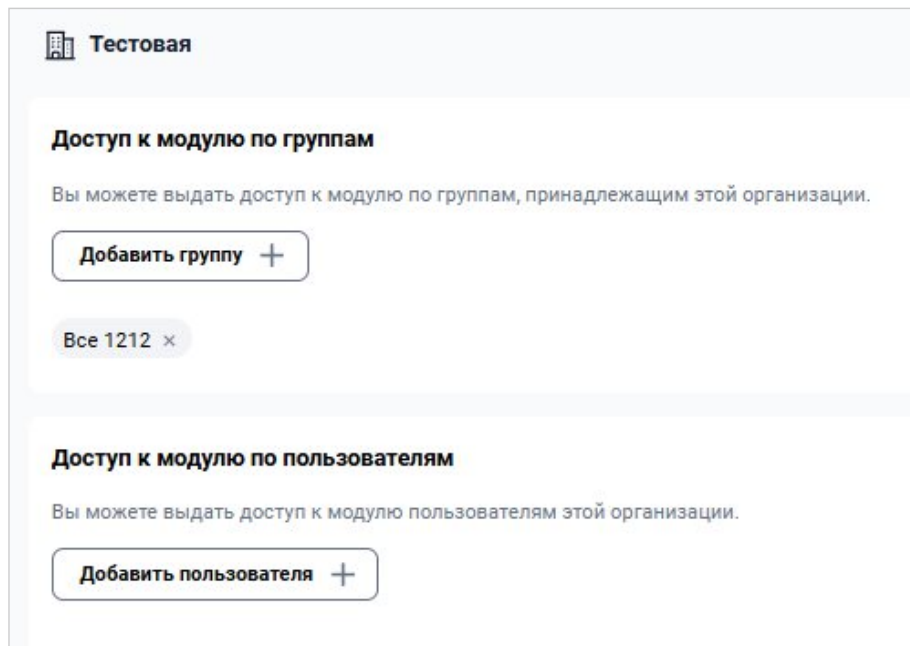 Тестовая
Доступ к модулю по группам
Вы можете выдать доступ к модулю по группам, принадлежащим этой организации.
Добавить группу +
Все 1212 ×
Доступ к модулю по пользователям
Вы можете выдать доступ к модулю пользователям этой организации.
Добавить пользователя +